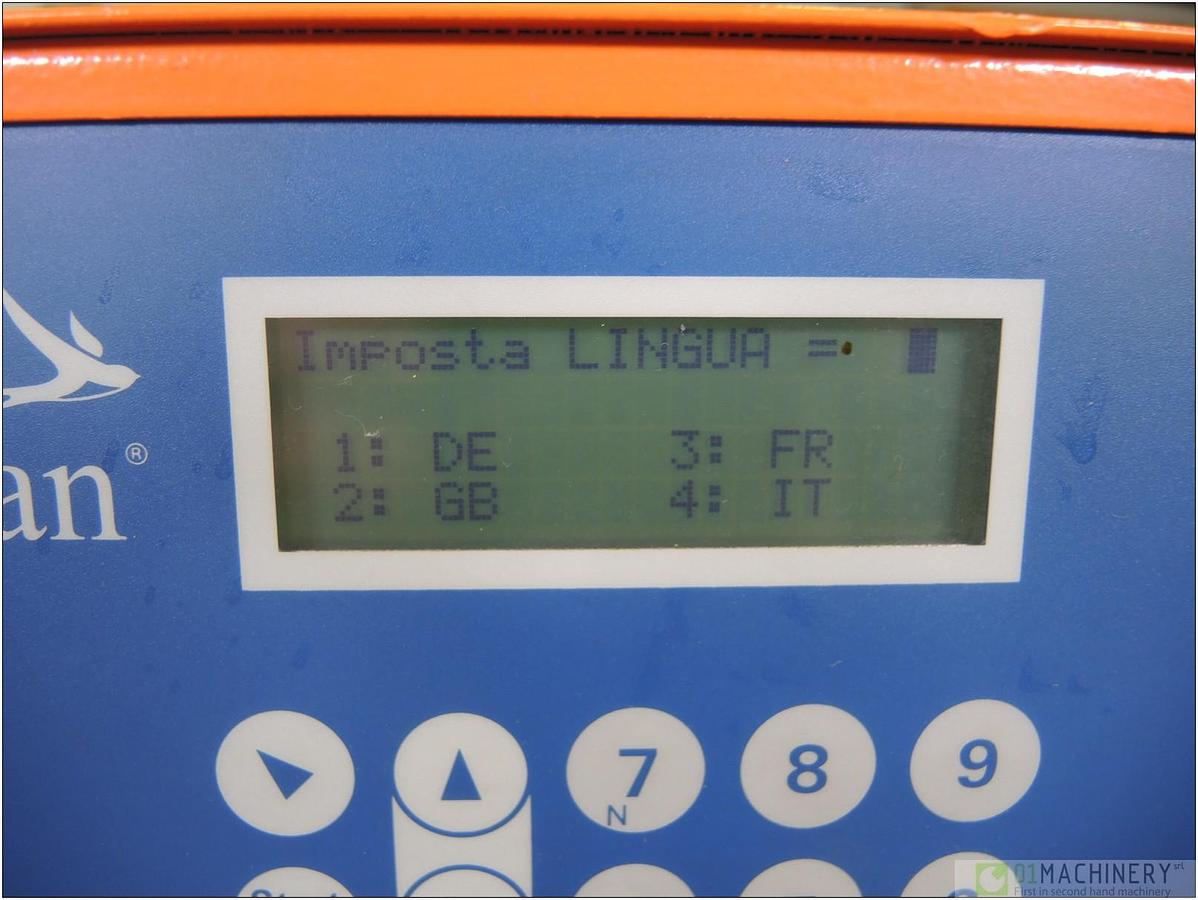 Imposta LINGUA =
1: DE 3: FR
2: GB 4: IT
an®
7 8 9
N
01MACHINERY srl
First in second hand machinery